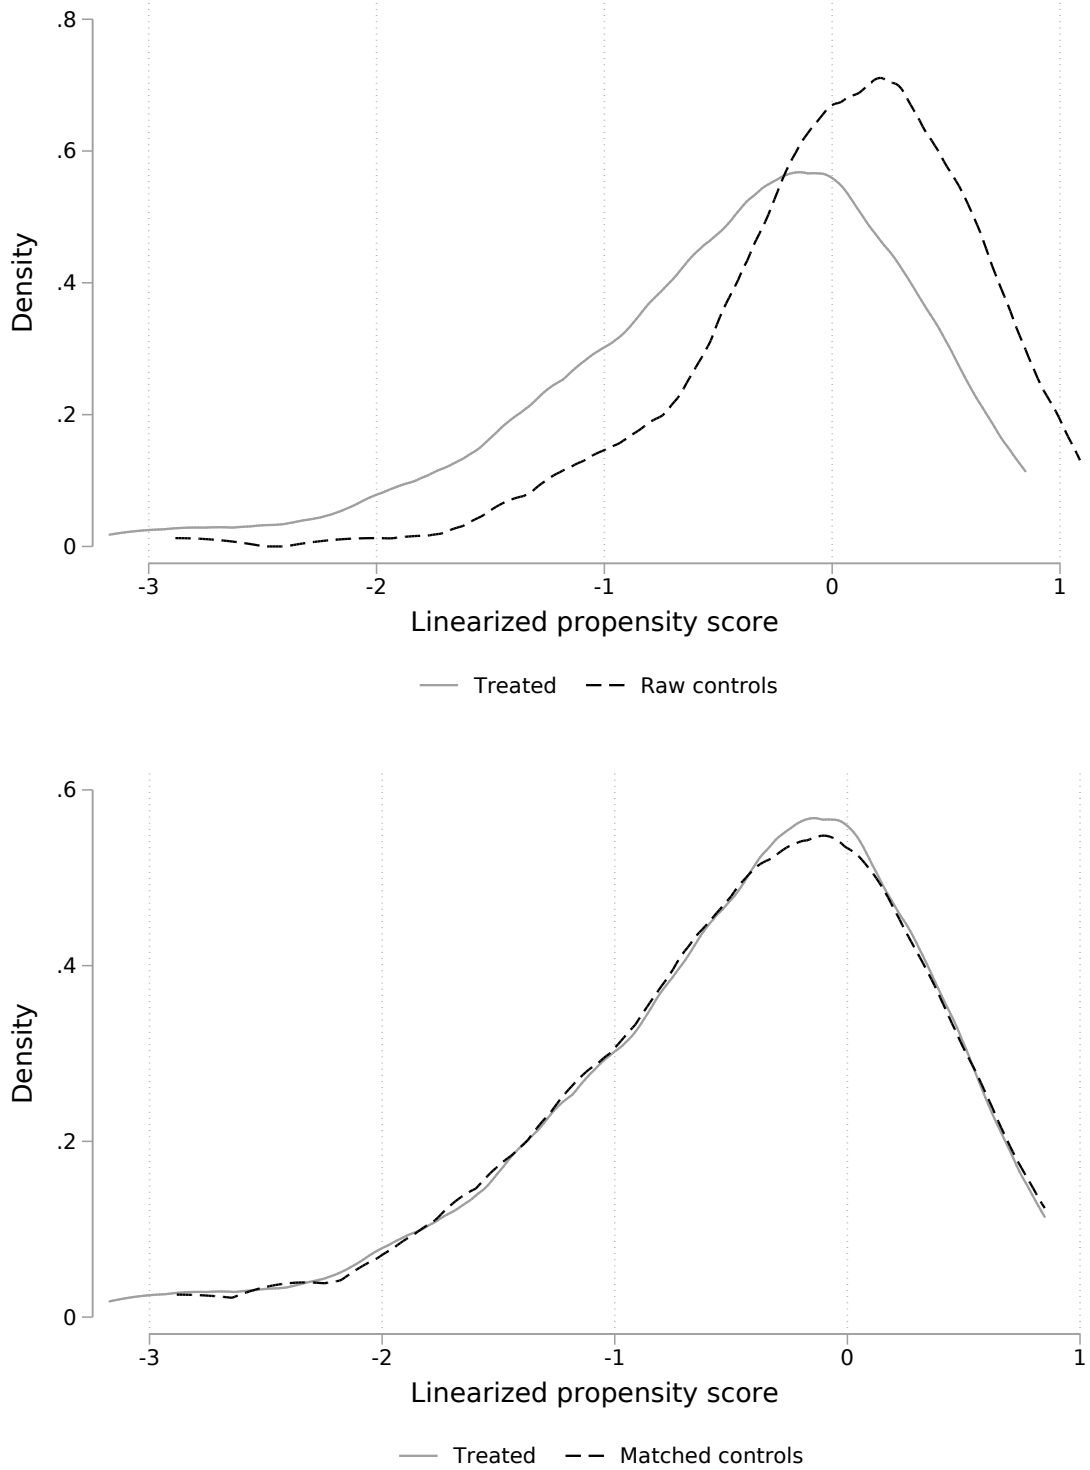 .8
.6
.4
.2
0
Density
-3 -2 -1 0 1
Linearized propensity score
Treated Raw controls
.6
.4
.2
0
Density
-3 -2 -1 0 1
Linearized propensity score
Treated Matched controls